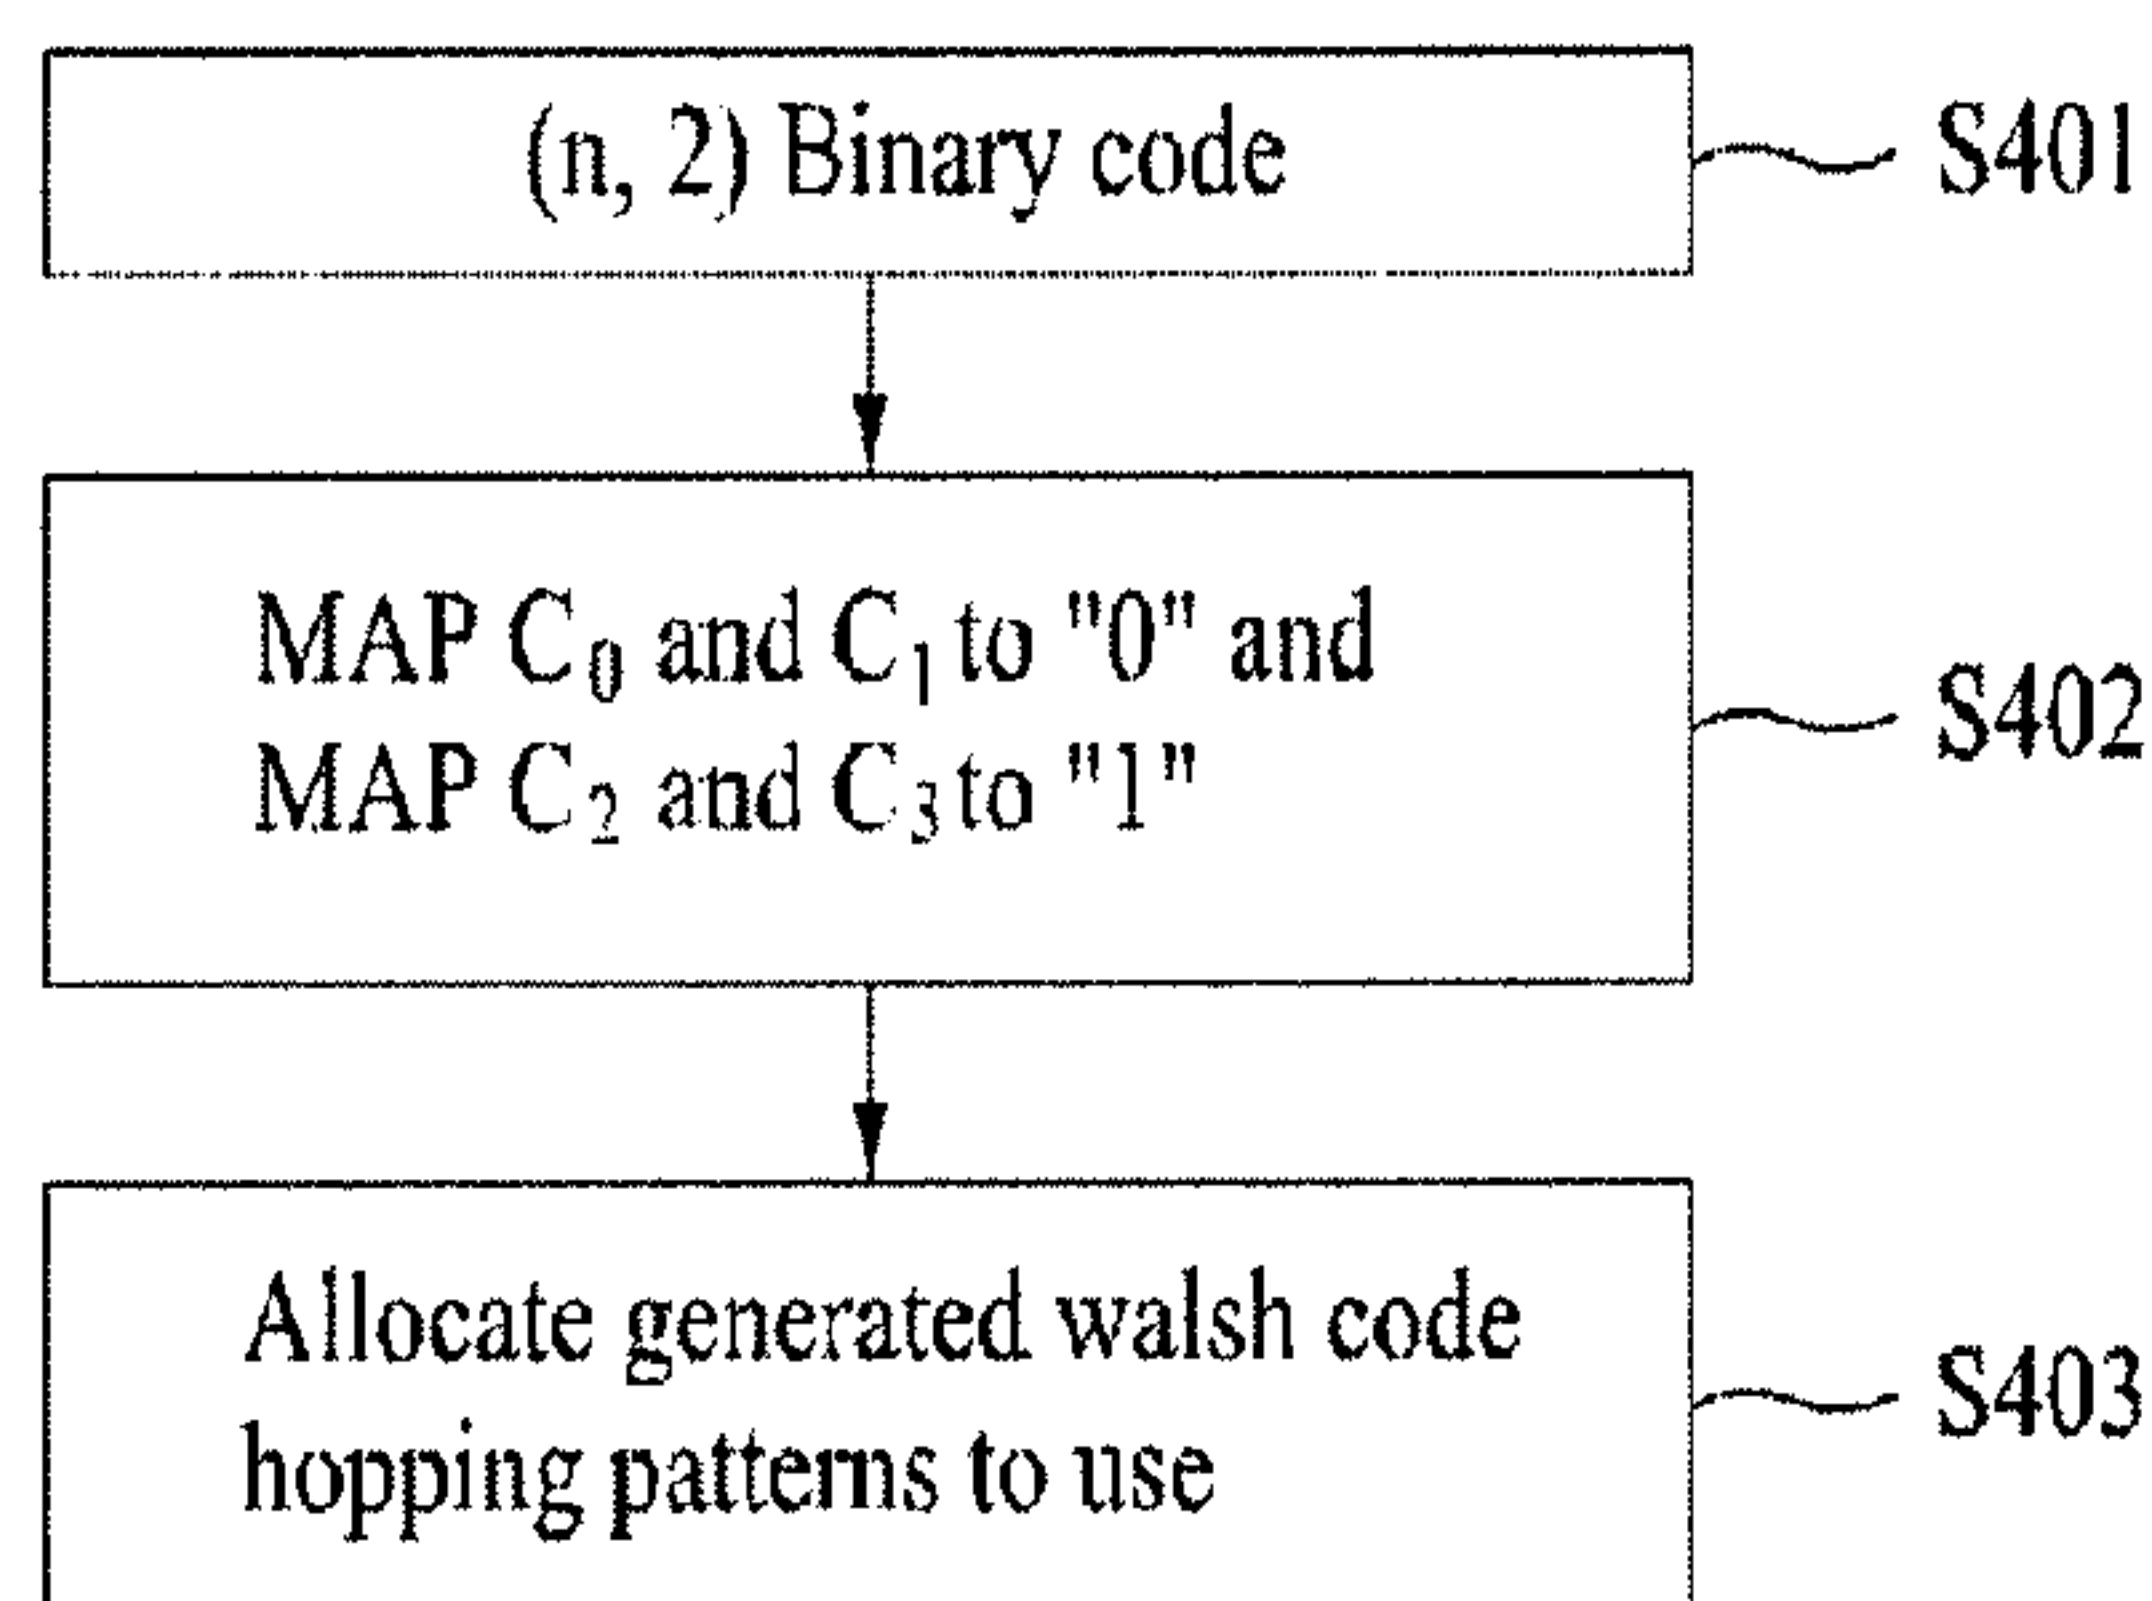 (n, 2) Binary code
S401
MAP C₀ and C₁ to "0" and
MAP C₂ and C₃ to "1"
S402
Allocate generated walsh code
hopping patterns to use
S403